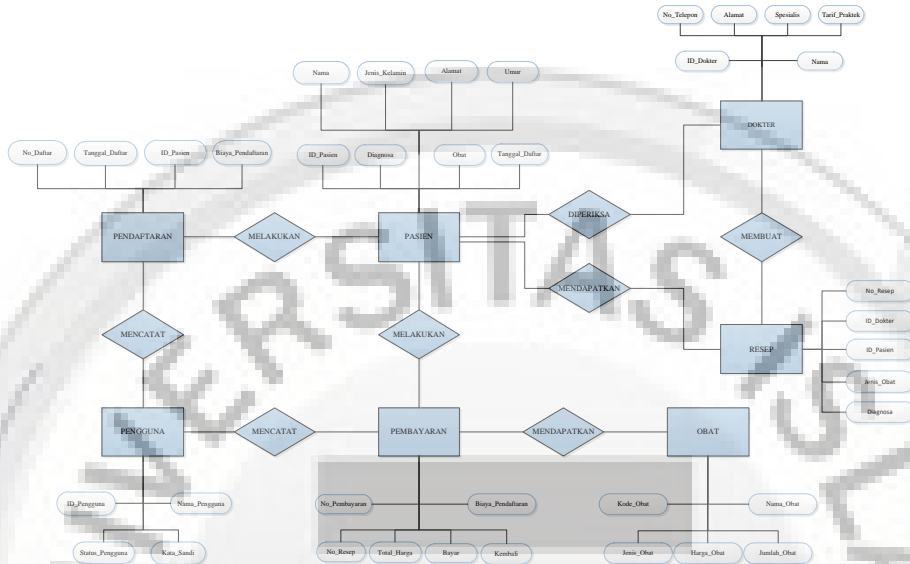 No_Telepon Alamat Spesialis Tarif_Praktek
ID_Dokter Nama
Nama Jenis_Kelamin Alamat Umur
DOKTER
No_Daftar Tanggal_Daftar ID_Pasien Biaya_Pendaftaran ID_Pasien Diagnosa Obat Tanggal_Daftar
DIPERIKSA
PENDAFTARAN MELAKUKAN PASIEN MEMBUAT
MENDAPATKAN
No_Resep
ID_Dokter
MENCATAT MELAKUKAN
RESEP ID_Pasien
Jenis_Obat
Diagnosa
PENGGUNA MENCATAT PEMBAYARAN MENDAPATKAN OBAT
ID_Pengguna Nama_Pengguna No_Pembayaran Biaya_Pendaftaran Kode_Obat Nama_Obat
Status_Pengguna Kata_Sandi No_Resep Total_Harga Bayar Kembali Jenis_Obat Harga_Obat Jumlah_Obat